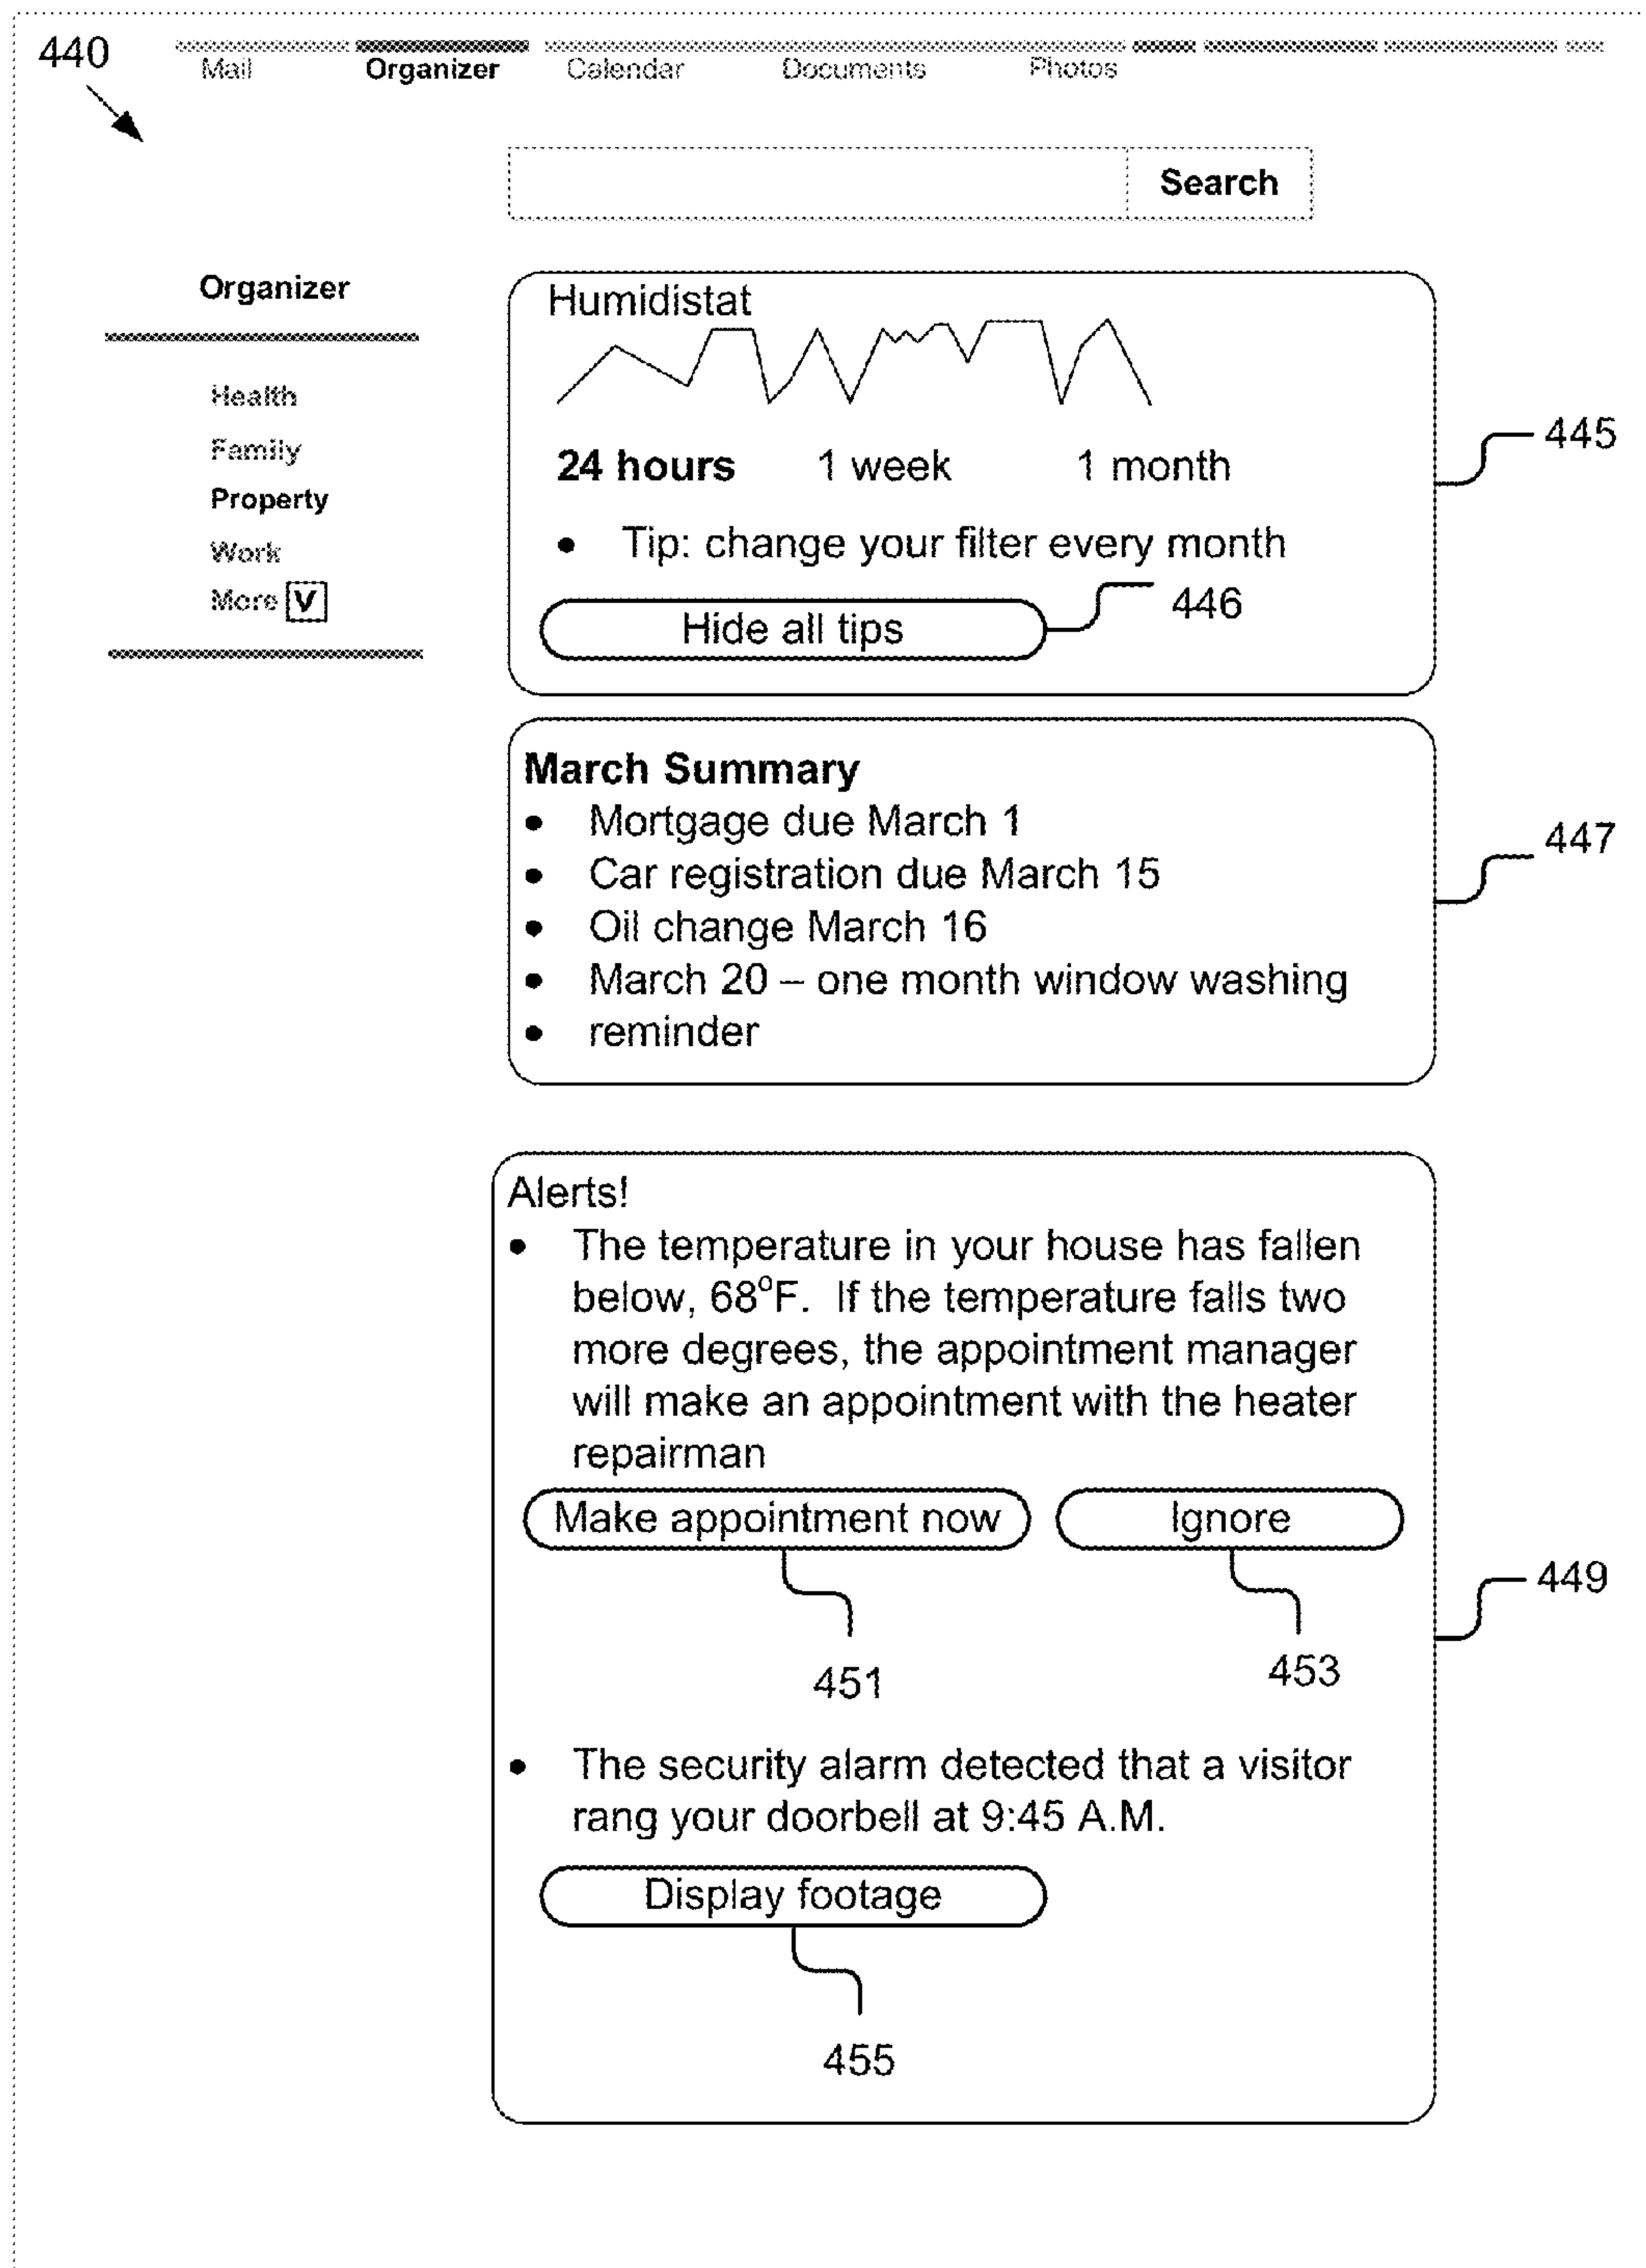 440
Mail Organizer Calendar Documents Photos
Search
Organizer
Health
Family
Property
Work
More V
Humidistat
24 hours 1 week 1 month
• Tip: change your filter every month
Hide all tips
446
445
March Summary
• Mortgage due March 1
• Car registration due March 15
• Oil change March 16
• March 20 – one month window washing
• reminder
447
Alerts!
• The temperature in your house has fallen
below, 68°F. If the temperature falls two
more degrees, the appointment manager
will make an appointment with the heater
repairman
Make appointment now Ignore
449
451 453
• The security alarm detected that a visitor
rang your doorbell at 9:45 A.M.
Display footage
455